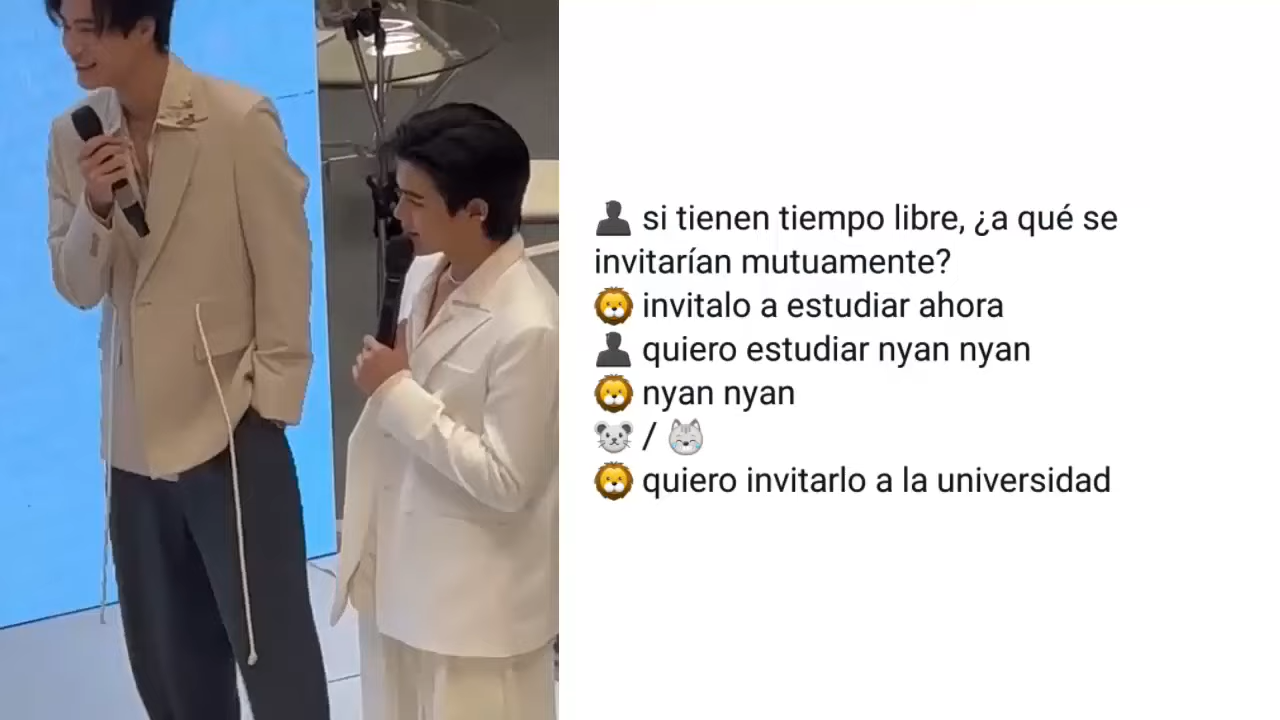 👤 si tienen tiempo libre, ¿a qué se
invitarían mutuamente?
🦁 invitalo a estudiar ahora
👤 quiero estudiar nyan nyan
🦁 nyan nyan
🐭 / 😹
🦁 quiero invitarlo a la universidad